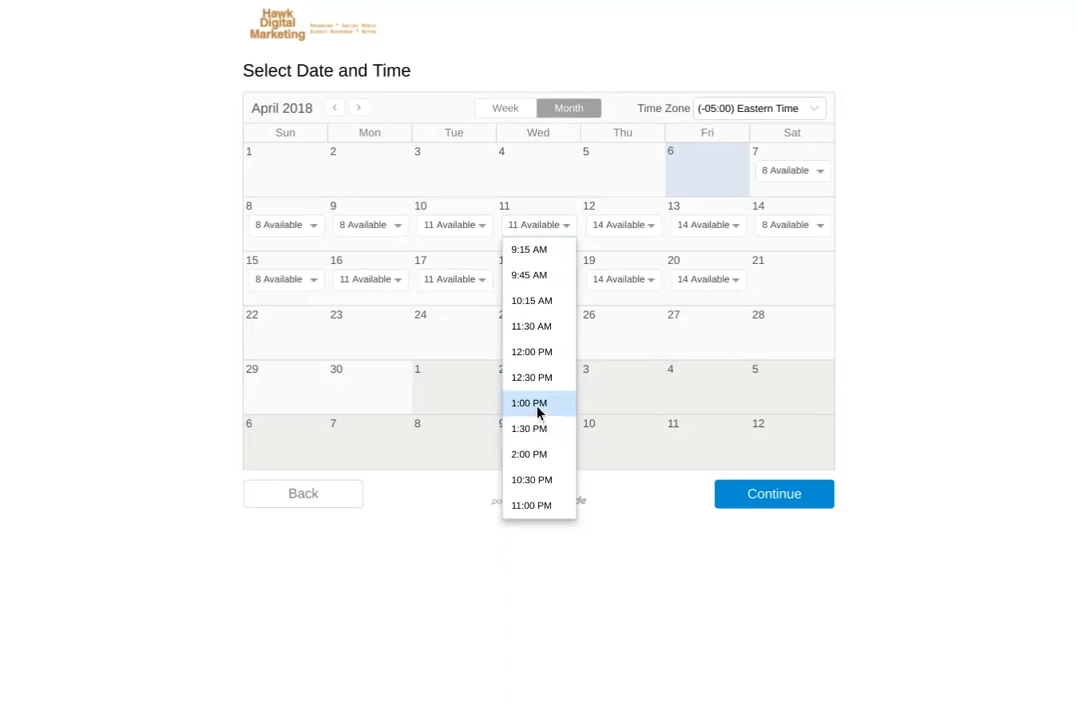 Hawk
Digital
Marketing
Branding * Social Media
Direct Response * Retail
Select Date and Time
April 2018 Week Month Time Zone (-05:00) Eastern Time
Sun Mon Tue Wed Thu Fri Sat
1 2 3 4 5 6 7
8 Available
8 9 10 11 12 13 14
8 Available 8 Available 11 Available 11 Available 14 Available 14 Available 8 Available
9:15 AM
15 16 17 19 20 21
9:45 AM
8 Available 11 Available 11 Available 14 Available 14 Available
10:15 AM
22 23 24 26 27 28
11:30 AM
12:00 PM
29 30 1 3 4 5
12:30 PM
1:00 PM
6 7 8 10 11 12
1:30 PM
2:00 PM
10:30 PM
11:00 PM
Back Continue